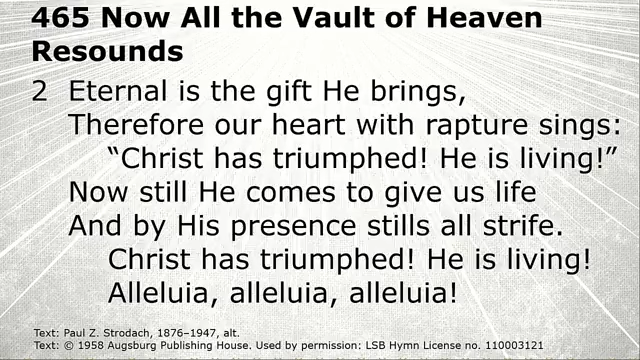 465 Now All the Vault of Heaven
Resounds
2 Eternal is the gift He brings,
Therefore our heart with rapture sings:
“Christ has triumphed! He is living!”
Now still He comes to give us life
And by His presence stills all strife.
Christ has triumphed! He is living!
Alleluia, alleluia, alleluia!
Text: Paul Z. Strodach, 1876–1947, alt.
Text: © 1958 Augsburg Publishing House. Used by permission: LSB Hymn License no. 110003121